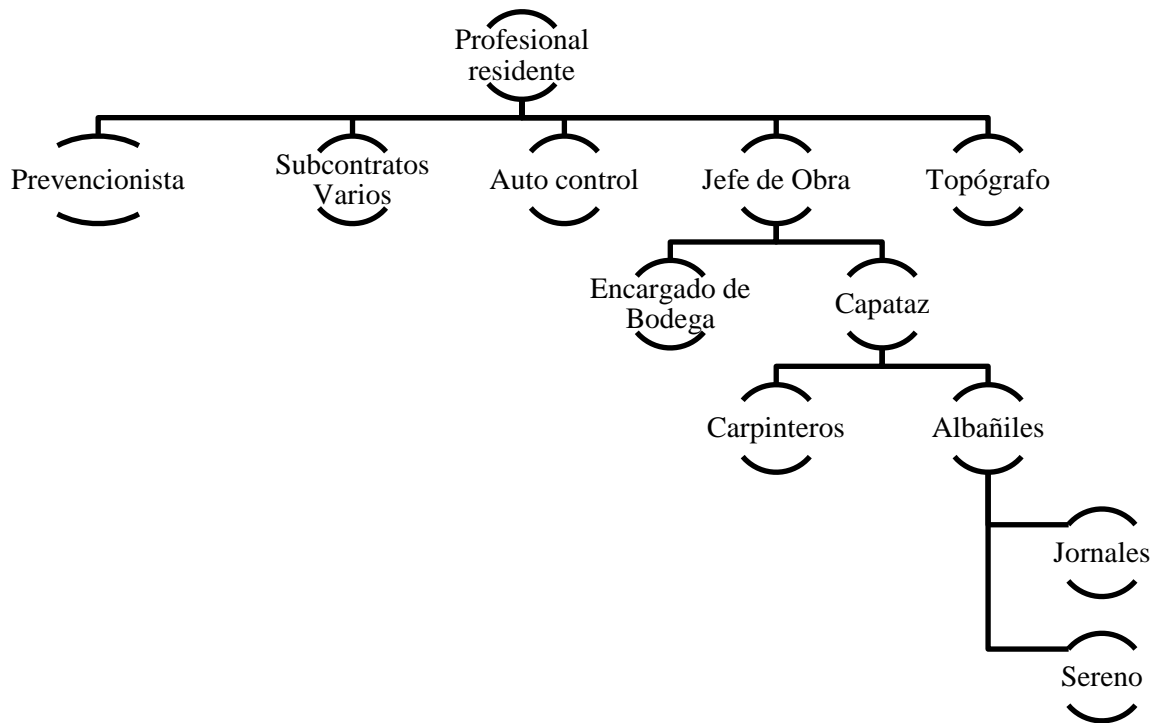 Profesional
residente
Prevencionista
Subcontratos
Varios
Auto control
Jefe de Obra
Topógrafo
Encargado de
Bodega
Capataz
Carpinteros
Albañiles
Jornales
Sereno